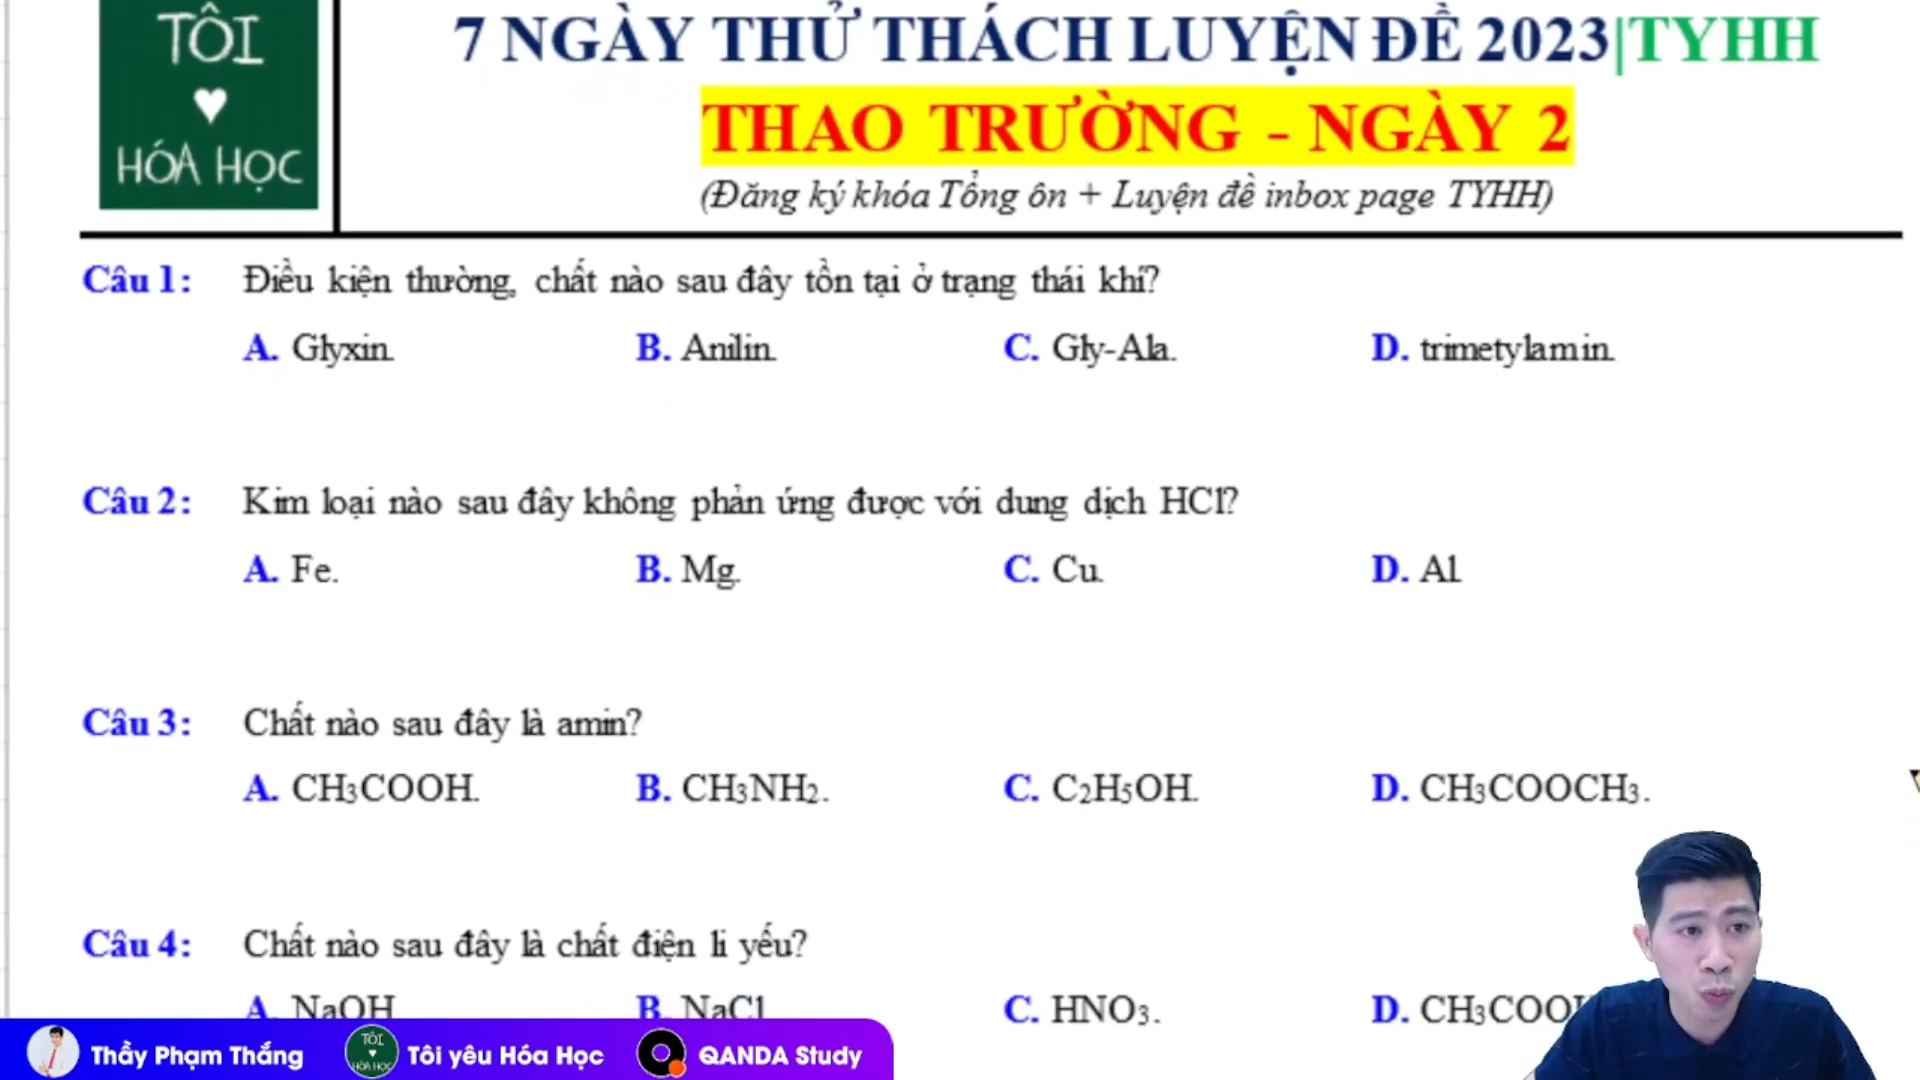 TÔI
♥
HÓA HỌC
7 NGÀY THỬ THÁCH LUYỆN ĐỀ 2023|TYHH
THAO TRƯỜNG - NGÀY 2
(Đăng ký khóa Tổng ôn + Luyện đề inbox page TYHH)
Câu 1: Điều kiện thường, chất nào sau đây tồn tại ở trạng thái khí?
A. Glyxin. B. Anilin. C. Gly-Ala. D. trimetylamin.
Câu 2: Kim loại nào sau đây không phản ứng được với dung dịch HCl?
A. Fe. B. Mg. C. Cu. D. Al.
Câu 3: Chất nào sau đây là amin?
A. CH₃COOH. B. CH₃NH₂. C. C₂H₅OH. D. CH₃COOCH₃.
Câu 4: Chất nào sau đây là chất điện li yếu?
A. NaOH B. NaCl C. HNO₃. D.
Thầy Phạm Thắng TÔI ♥ HÓA HỌC Tôi yêu Hóa Học QANDA Study